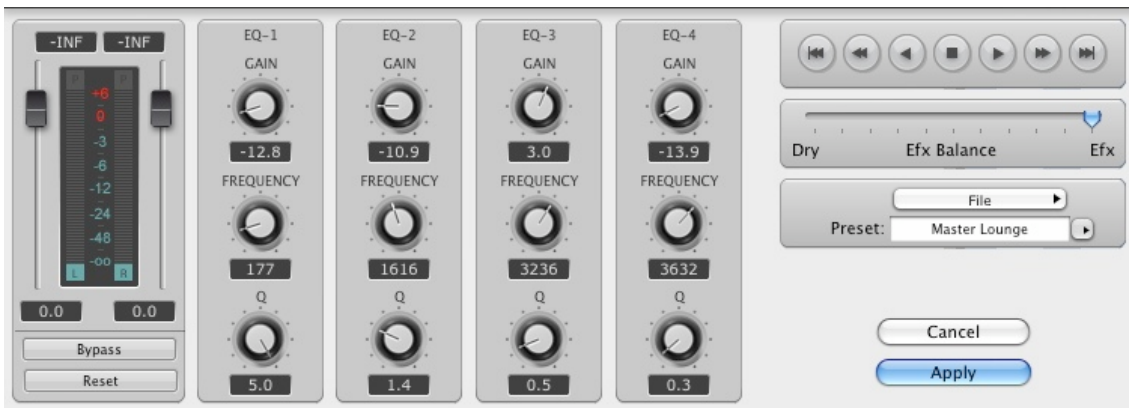 -INF -INF
P P
+6
0
-3
-6
-12
-24
-48
-oo
L R
0.0 0.0
Bypass
Reset
EQ-1
GAIN
-12.8
FREQUENCY
177
Q
5.0
EQ-2
GAIN
-10.9
FREQUENCY
1616
Q
1.4
EQ-3
GAIN
3.0
FREQUENCY
3236
Q
0.5
EQ-4
GAIN
-13.9
FREQUENCY
3632
Q
0.3
Dry Efx Balance Efx
File
Preset: Master Lounge
Cancel
Apply